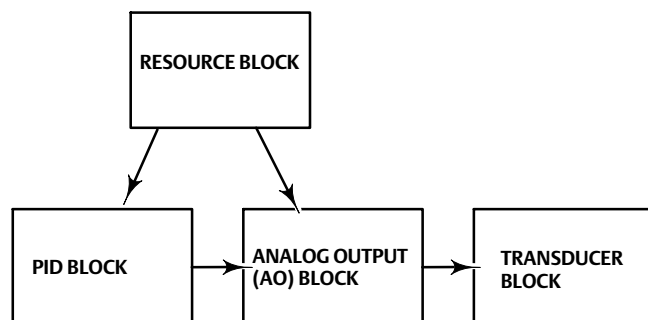 RESOURCE BLOCK
PID BLOCK
ANALOG OUTPUT
(AO) BLOCK
TRANSDUCER
BLOCK